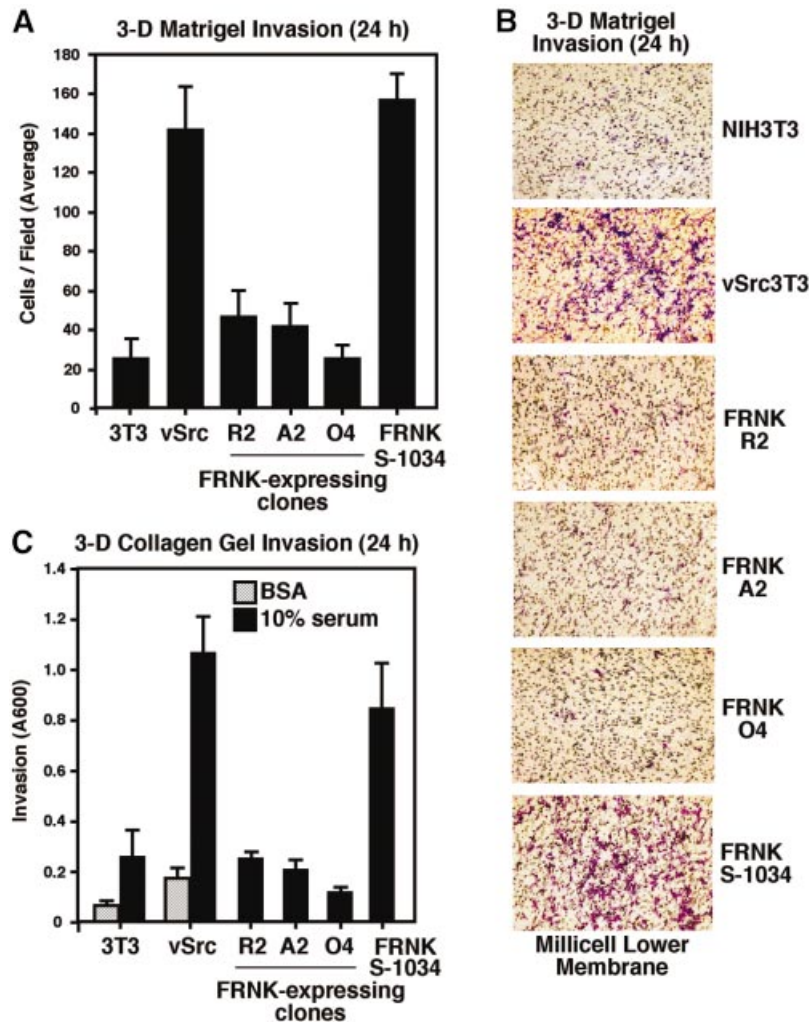 A
3-D Matrigel Invasion (24 h)
Cells / Field (Average)
180
160
140
120
100
80
60
40
20
0
3T3 vSrc R2 A2 O4 FRNK
S-1034
FRNK-expressing
clones
B
3-D Matrigel
Invasion (24 h)
NIH3T3
vSrc3T3
FRNK
R2
FRNK
A2
FRNK
O4
FRNK
S-1034
Millicell Lower
Membrane
C
3-D Collagen Gel Invasion (24 h)
BSA
10% serum
Invasion (A600)
1.4
1.2
1.0
0.8
0.6
0.4
0.2
0
3T3 vSrc R2 A2 O4 FRNK
S-1034
FRNK-expressing
clones